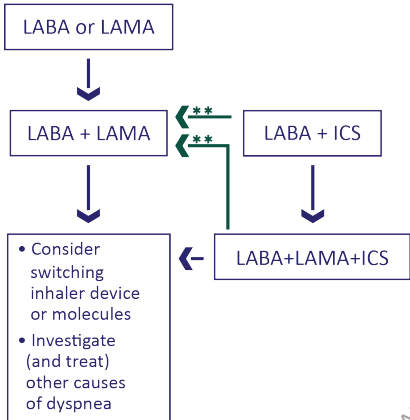 LABA or LAMA
**
LABA + LAMA
LABA + ICS
**
• Consider
switching
inhaler device
or molecules
LABA+LAMA+ICS
• Investigate
(and treat)
other causes
of dyspnea